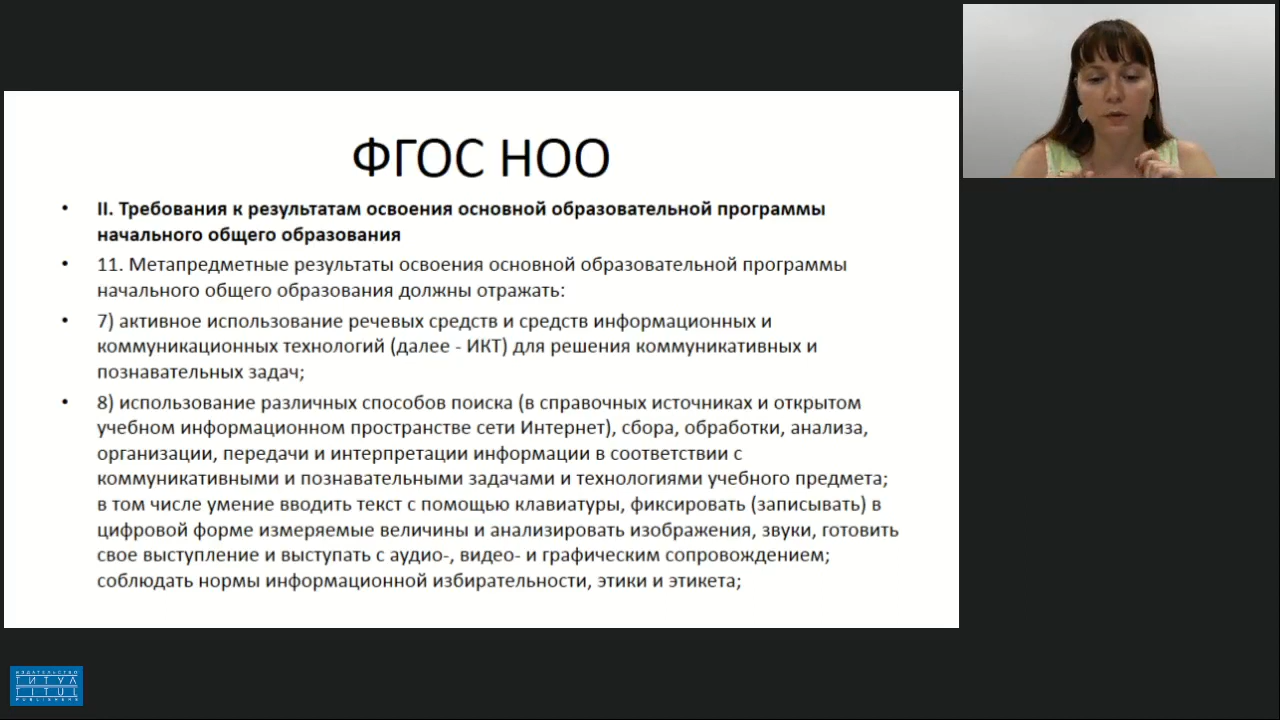 ФГОС НОО
• II. Требования к результатам освоения основной образовательной программы
начального общего образования
• 11. Метапредметные результаты освоения основной образовательной программы
начального общего образования должны отражать:
• 7) активное использование речевых средств и средств информационных и
коммуникационных технологий (далее - ИКТ) для решения коммуникативных и
познавательных задач;
• 8) использование различных способов поиска (в справочных источниках и открытом
учебном информационном пространстве сети Интернет), сбора, обработки, анализа,
организации, передачи и интерпретации информации в соответствии с
коммуникативными и познавательными задачами и технологиями учебного предмета;
в том числе умение вводить текст с помощью клавиатуры, фиксировать (записывать) в
цифровой форме измеряемые величины и анализировать изображения, звуки, готовить
свое выступление и выступать с аудио-, видео- и графическим сопровождением;
соблюдать нормы информационной избирательности, этики и этикета;
ИЗДАТЕЛЬСТВО
ТИТУЛ
TITUL
PUBLISHERS